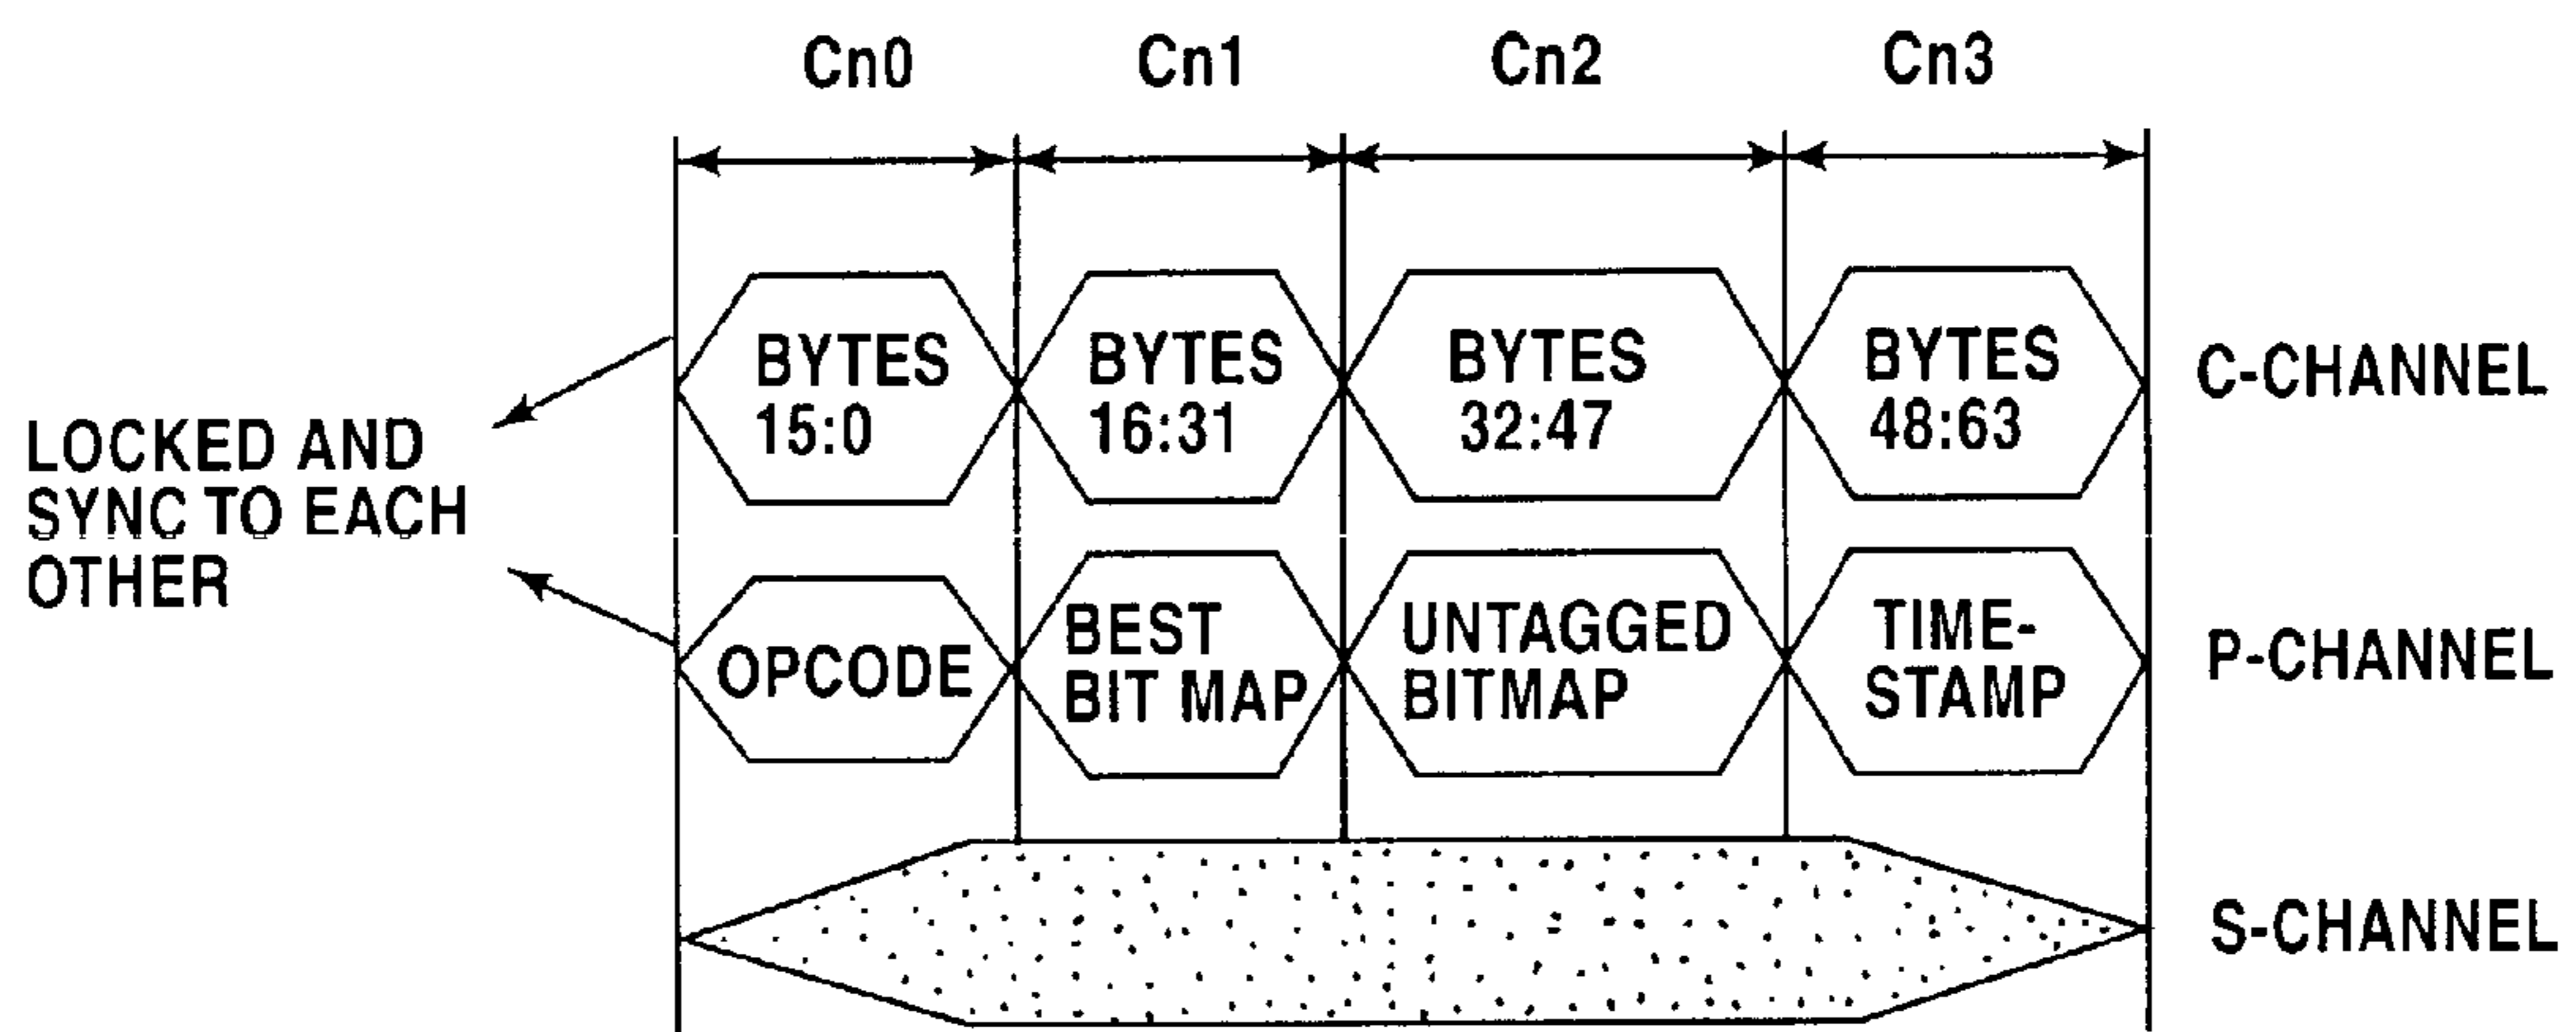 Cn0 Cn1 Cn2 Cn3
BYTES
15:0
BYTES
16:31
BYTES
32:47
BYTES
48:63
C-CHANNEL
LOCKED AND
SYNC TO EACH
OTHER
OPCODE
BEST
BIT MAP
UNTAGGED
BITMAP
TIME-
STAMP
P-CHANNEL
S-CHANNEL